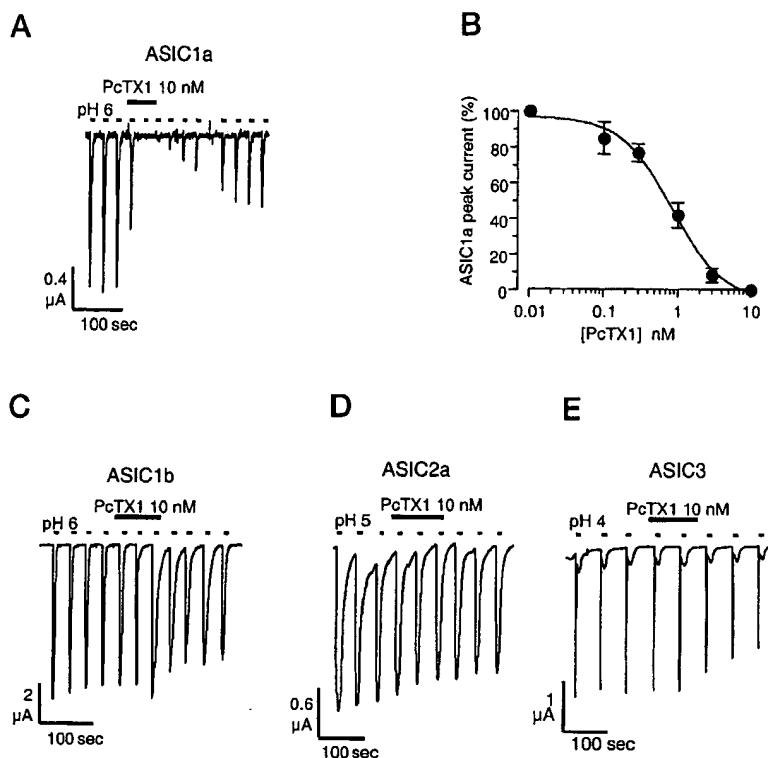 A
ASIC1a
PcTX1 10 nM
pH 6
0.4
µA
100 sec
B
ASIC1a peak current (%)
100
80
60
40
20
0
0.01
0.1
1
10
[PcTX1] nM
C
ASIC1b
PcTX1 10 nM
pH 6
2
µA
100 sec
D
ASIC2a
PcTX1 10 nM
pH 5
0.6
µA
100 sec
E
ASIC3
PcTX1 10 nM
pH 4
1
µA
100 sec